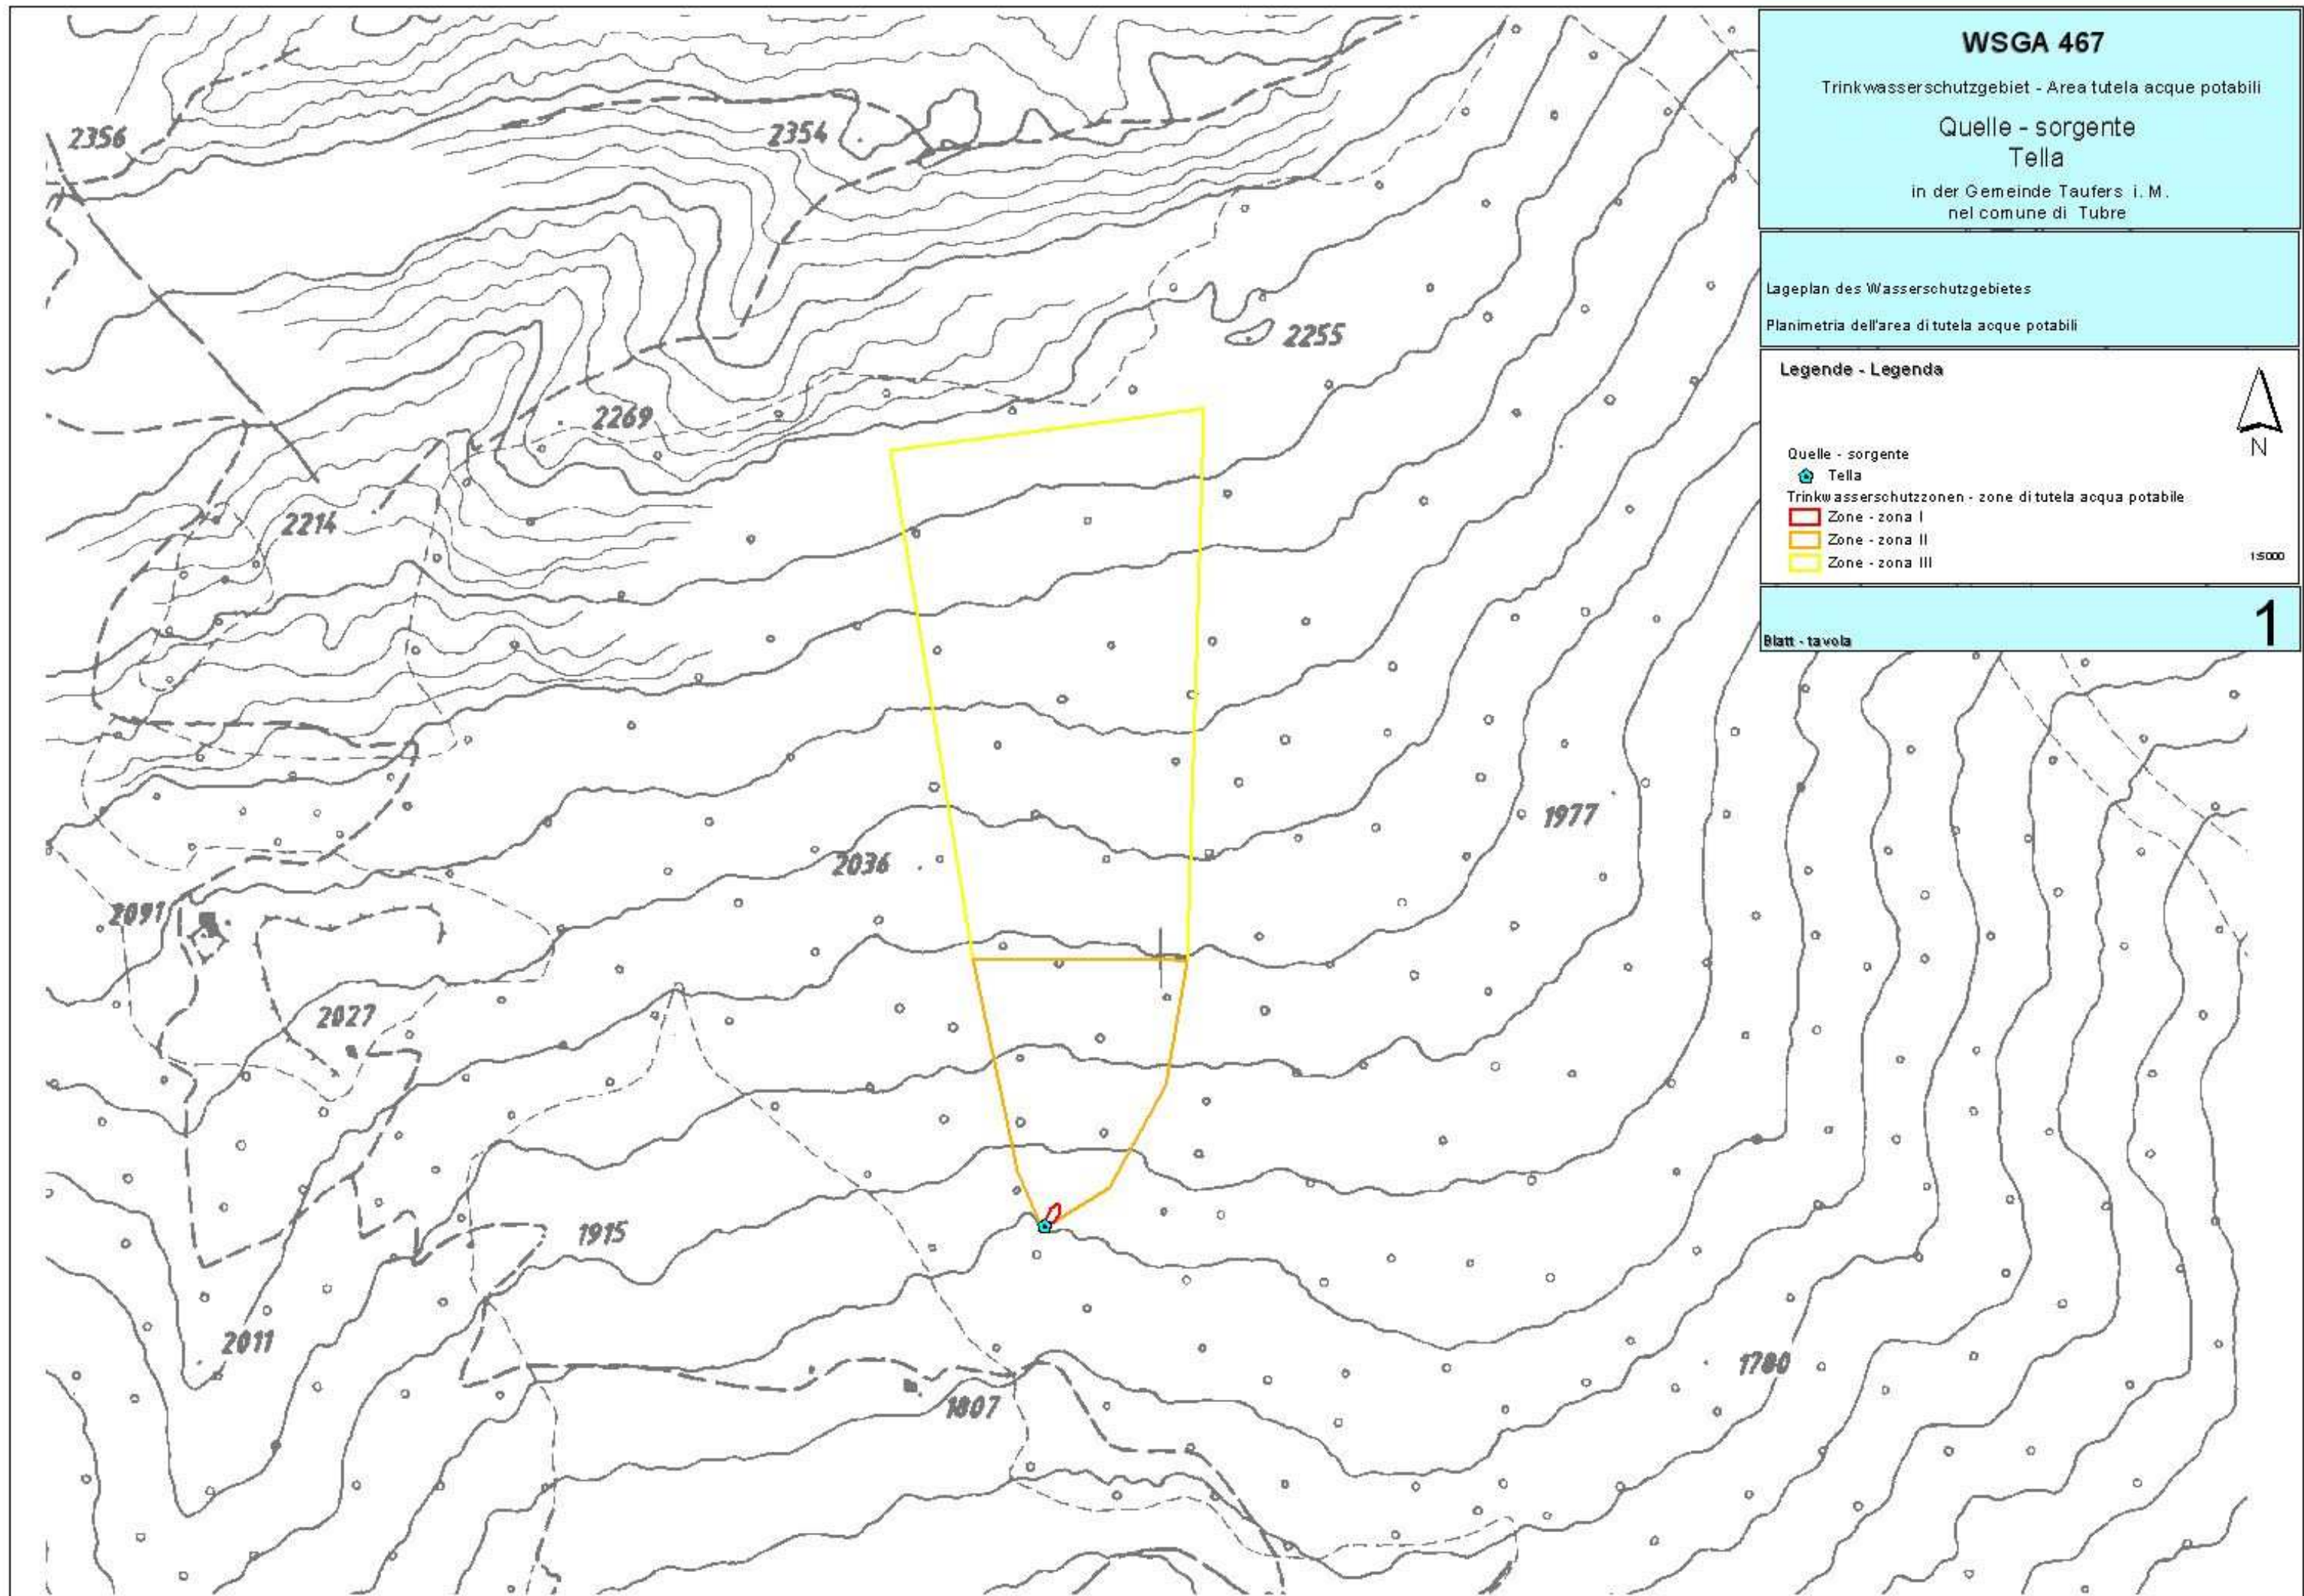 WSGA 467
Trinkwasserschutzgebiet - Area tutela acque potabili
Quelle - sorgente
Tella
in der Gemeinde Taufers i. M.
nel comune di Tubre
Lageplan des Wasserschutzgebietes
Planimetria dell'area di tutela acque potabili
Legende - Legenda
N
Quelle - sorgente
Tella
Trinkwasserschutzzonen - zone di tutela acqua potabile
Zone - zona I
Zone - zona II
Zone - zona III
1:5000
Blatt - tavola
1
2356
2354
2255
2269
2214
1977
2036
2091
2027
1915
2011
1780
1807